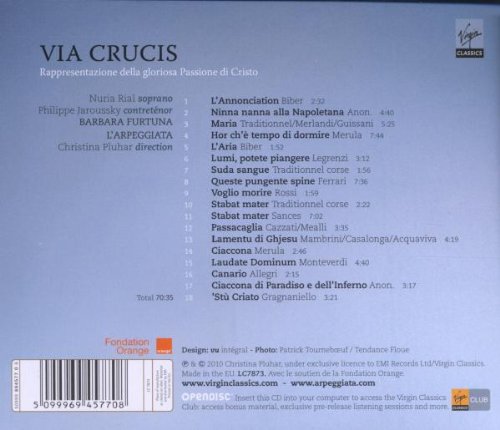 VIA CRUCIS
Rappresentazione della gloriosa Passione di Cristo
Virgin
CLASSICS
Nuria Rial soprano
Philippe Jaroussky contreténor
BARBARA FURTUNA
L'ARPEGGIATA
Christina Pluhar direction
1 L'Annonciation Biber 2:32
2 Ninna nanna alla Napoletana Anon. 4:40
3 Maria Traditionnel/Merlandi/Guissani 5:25
4 Hor ch'è tempo di dormire Merula 7:44
5 L'Aria Biber 1:52
6 Lumi, potete piangere Legrenzi 3:12
7 Suda sangue Traditionnel corse 1:56
8 Queste pungente spine Ferrari 7:36
9 Voglio morire Rossi 1:59
10 Stabat mater Traditionnel corse 2:22
11 Stabat mater Sances 7:02
12 Passacaglia Cazzati/Mealli 3:35
13 Lamentu di Ghjesu Mambrini/Casalonga/Acquaviva 4:19
14 Ciaccona Merula 2:46
15 Laudate Dominum Monteverdi 4:40
16 Canario Allegri 2:15
17 Ciaccona di Paradiso e dell'Inferno Anon. 3:17
18 'Stù Criato Gragnaniello 3:21
Total 70:35
Fondation
Orange
orange
Design: vu intégral - Photo: Patrick Tournebœuf / Tendance Floue
℗ & © 2010 Christina Pluhar, under exclusive licence to EMI Records Ltd/Virgin Classics.
Made in the EU. LC7873. Avec le soutien de la Fondation Orange.
www.virginclassics.com - www.arpeggiata.com
OPENDISC Insert this CD into your computer to access the Virgin Classics
Club: access bonus material, exclusive pre-release listening sessions and more.
CLUB
5 099969 457708